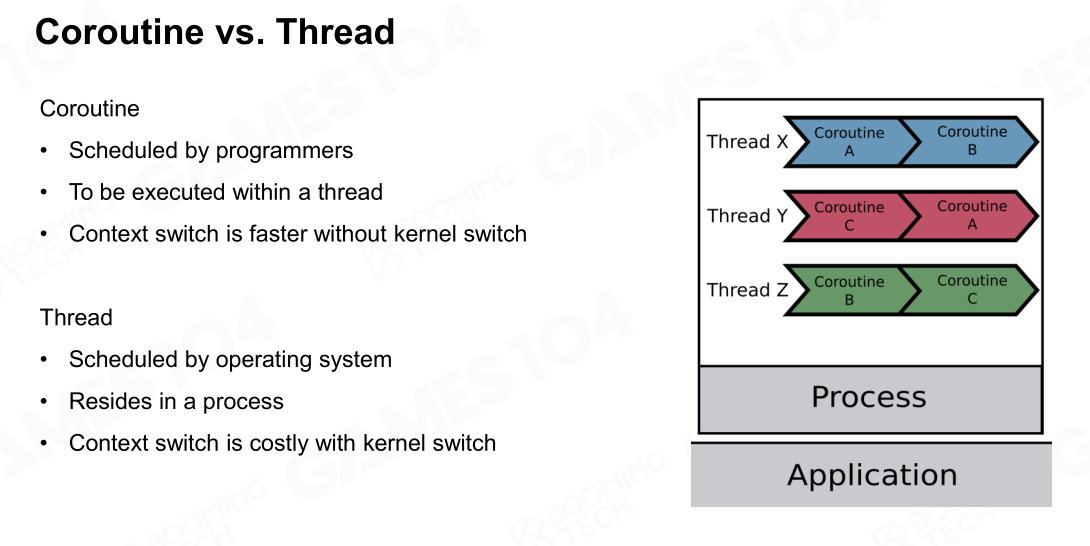 Coroutine vs. Thread
Coroutine
• Scheduled by programmers
• To be executed within a thread
• Context switch is faster without kernel switch
Thread
• Scheduled by operating system
• Resides in a process
• Context switch is costly with kernel switch
Thread X
Coroutine
A
Coroutine
B
Thread Y
Coroutine
C
Coroutine
A
Thread Z
Coroutine
B
Coroutine
C
Process
Application
GAMES104
BOOMING
TECH